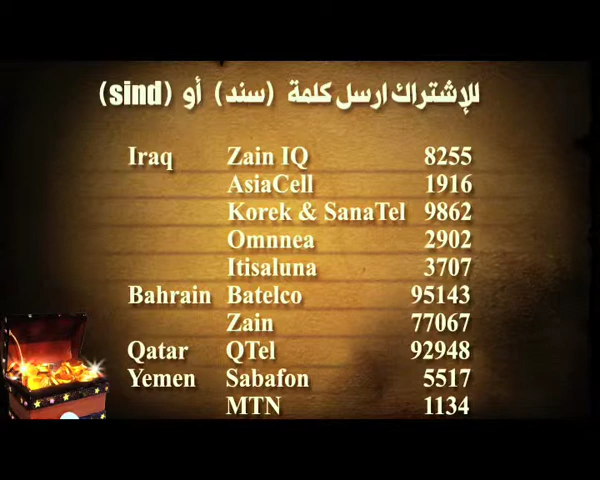 للإشتراك ارسل كلمة (سند) أو (sind)
Iraq Zain IQ 8255
AsiaCell 1916
Korek & SanaTel 9862
Omnnea 2902
Itisaluna 3707
Bahrain Batelco 95143
Zain 77067
Qatar QTel 92948
Yemen Sabafon 5517
MTN 1134